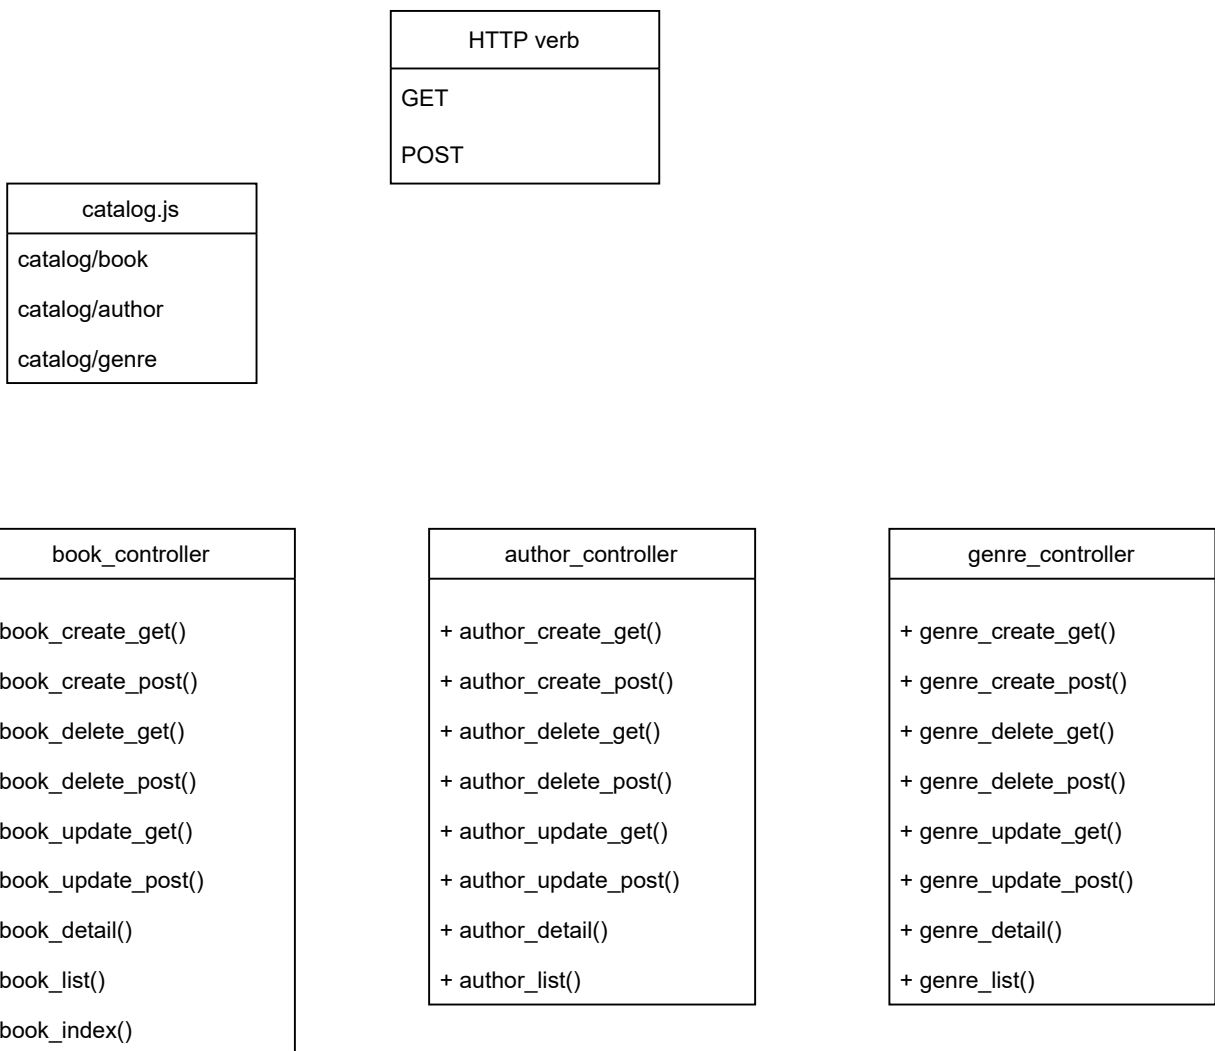 HTTP verb
GET
POST
catalog.js
catalog/book
catalog/author
catalog/genre
book_controller
book_create_get()
book_create_post()
book_delete_get()
book_delete_post()
book_update_get()
book_update_post()
book_detail()
book_list()
book_index()
author_controller
+ author_create_get()
+ author_create_post()
+ author_delete_get()
+ author_delete_post()
+ author_update_get()
+ author_update_post()
+ author_detail()
+ author_list()
genre_controller
+ genre_create_get()
+ genre_create_post()
+ genre_delete_get()
+ genre_delete_post()
+ genre_update_get()
+ genre_update_post()
+ genre_detail()
+ genre_list()